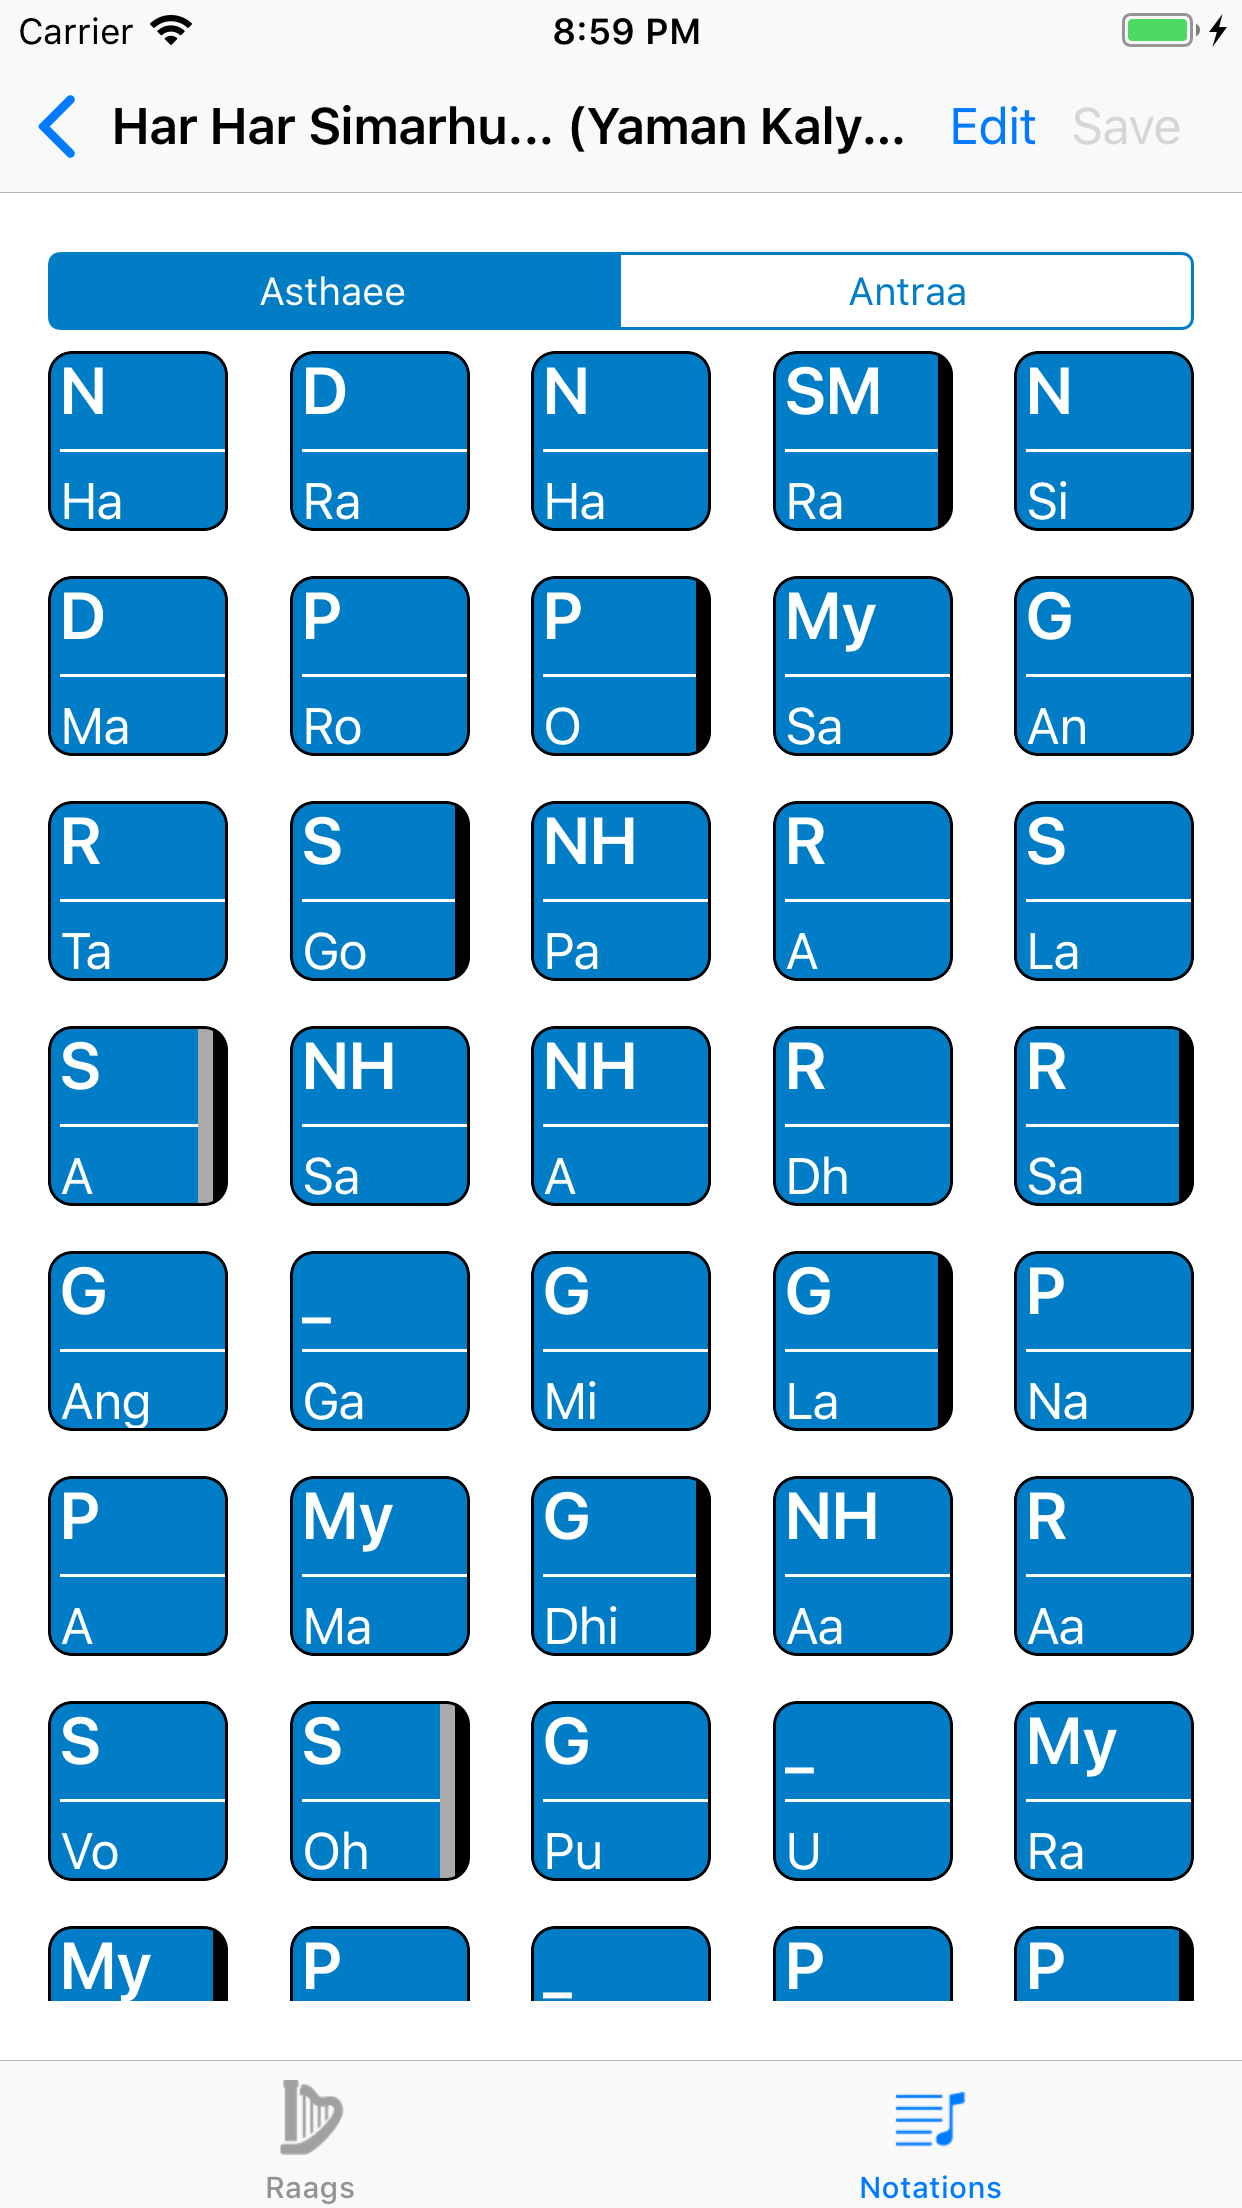 Carrier 8:59 PM
Har Har Simarhu... (Yaman Kaly... Edit Save
Asthaee Antraa
N D N SM N
Ha Ra Ha Ra Si
D P P My G
Ma Ro O Sa An
R S NH R S
Ta Go Pa A La
S NH NH R R
A Sa A Dh Sa
G _ G G P
Ang Ga Mi La Na
P My G NH R
A Ma Dhi Aa Aa
S S G _ My
Vo Oh Pu U Ra
My P _ P P
Raags Notations